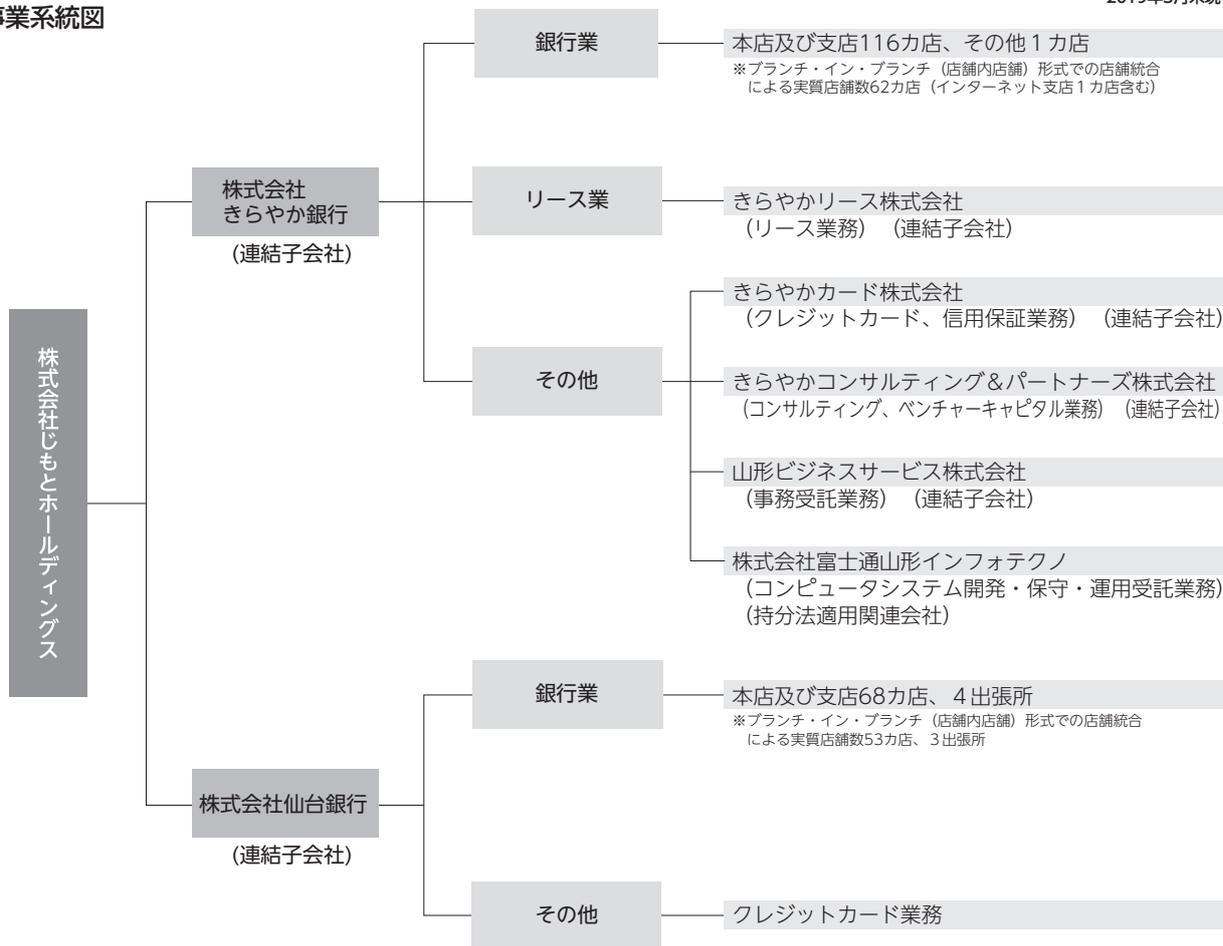 事業系統図
株式会社じもとホールディングス
株式会社
きらやか銀行
(連結子会社)
銀行業
本店及び支店116カ店、その他１カ店
※ブランチ・イン・ブランチ（店舗内店舗）形式での店舗統合
による実質店舗数62カ店（インターネット支店１カ店含む）
リース業
きらやかリース株式会社
（リース業務）（連結子会社）
その他
きらやかカード株式会社
（クレジットカード、信用保証業務）（連結子会社）
きらやかコンサルティング＆パートナーズ株式会社
（コンサルティング、ベンチャーキャピタル業務）（連結子会社）
山形ビジネスサービス株式会社
（事務受託業務）（連結子会社）
株式会社富士通山形インフォテクノ
（コンピュータシステム開発・保守・運用受託業務）
（持分法適用関連会社）
株式会社仙台銀行
(連結子会社)
銀行業
本店及び支店68カ店、４出張所
※ブランチ・イン・ブランチ（店舗内店舗）形式での店舗統合
による実質店舗数53カ店、３出張所
その他
クレジットカード業務